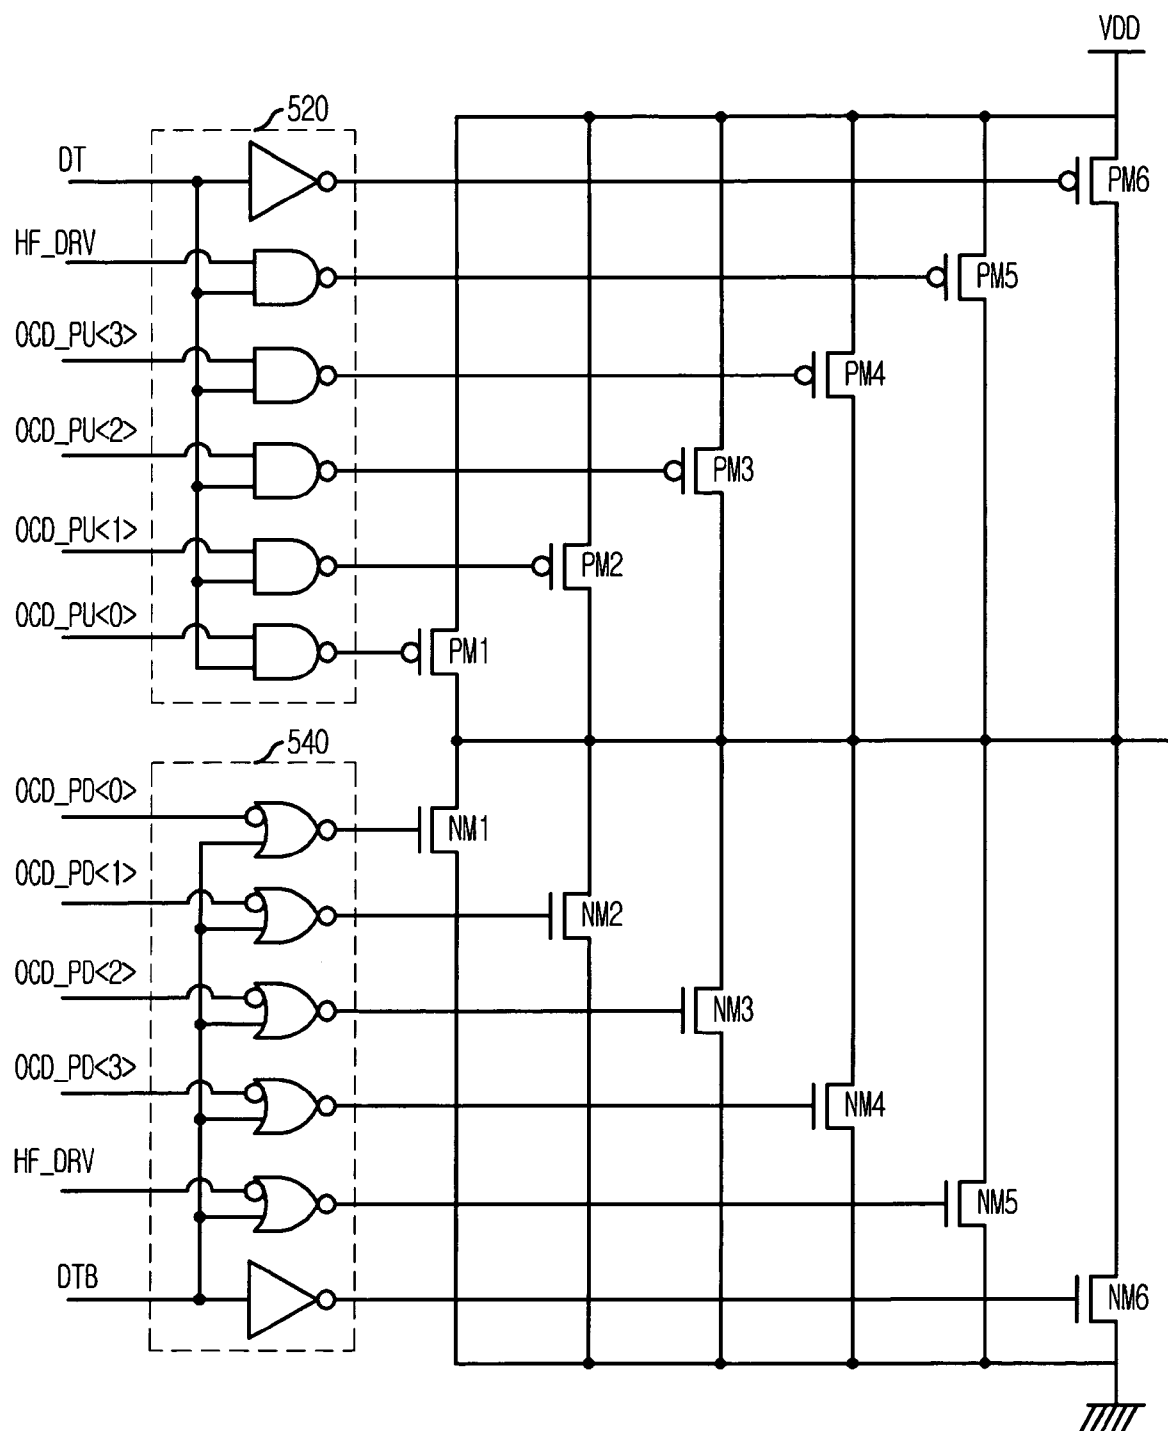 VDD
520
DT
PM6
HF_DRV
PM5
OCD_PU<3>
PM4
OCD_PU<2>
PM3
OCD_PU<1>
PM2
OCD_PU<0>
PM1
540
OCD_PD<0>
NM1
OCD_PD<1>
NM2
OCD_PD<2>
NM3
OCD_PD<3>
NM4
HF_DRV
NM5
DTB
NM6